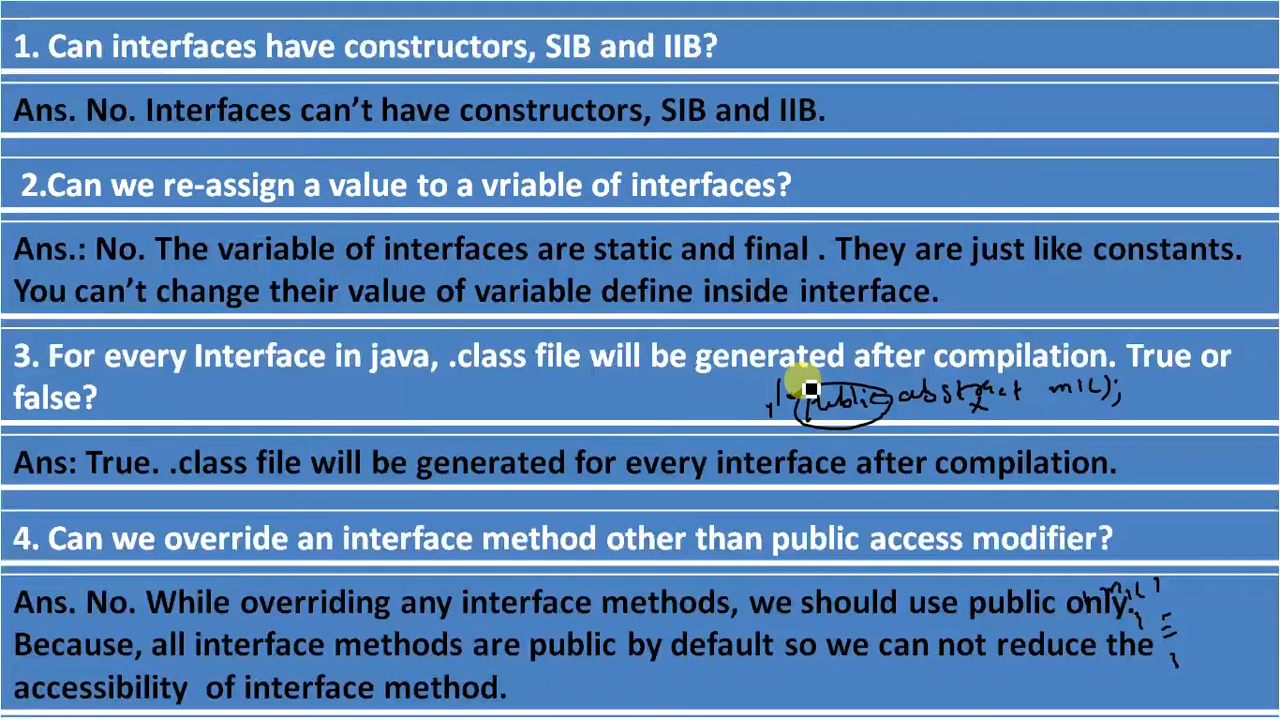 1. Can interfaces have constructors, SIB and IIB?
Ans. No. Interfaces can’t have constructors, SIB and IIB.
2.Can we re-assign a value to a vriable of interfaces?
Ans.: No. The variable of interfaces are static and final . They are just like constants.
You can’t change their value of variable define inside interface.
3. For every Interface in java, .class file will be generated after compilation. True or
false?
public abstract m1();
Ans: True. .class file will be generated for every interface after compilation.
4. Can we override an interface method other than public access modifier?
Ans. No. While overriding any interface methods, we should use public only.
Because, all interface methods are public by default so we can not reduce the
accessibility of interface method.